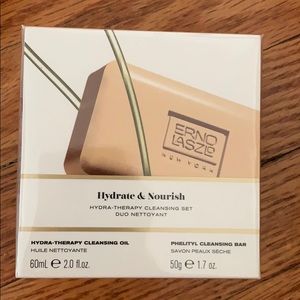 ERNO
LASZLO
NEW YORK
Hydrate & Nourish
HYDRA-THERAPY CLEANSING SET
DUO NETTOYANT
HYDRA-THERAPY CLEANSING OIL
HUILE NETTOYANTE
60mL ℮ 2.0 fl.oz.
PHELITYL CLEANSING BAR
SAVON PEAUX SÈCHE
50g ℮ 1.7 oz.